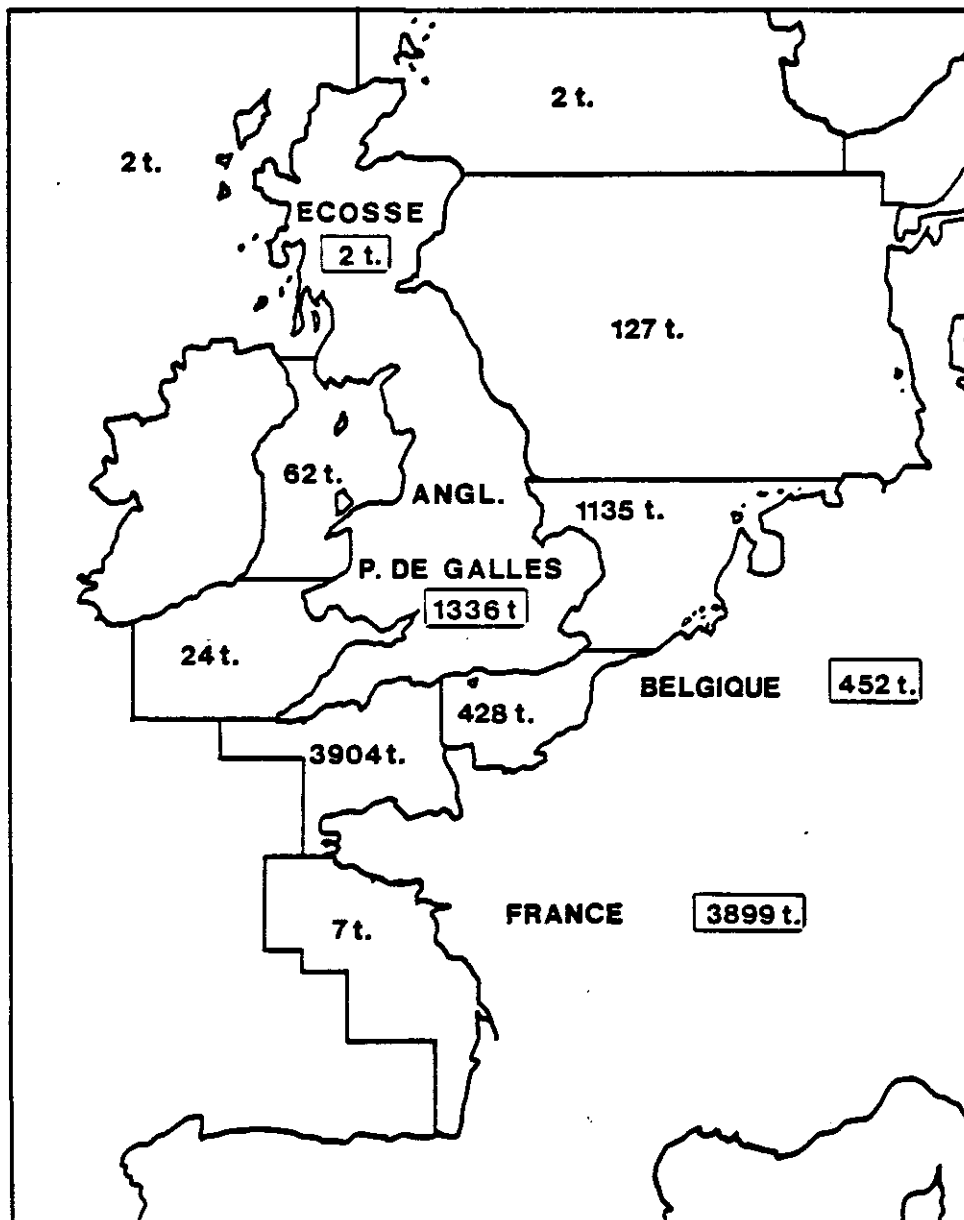 2 t.
2 t.
ECOSSE
2 t.
127 t.
62 t.
ANGL.
1135 t.
P. DE GALLES
1336 t
24 t.
BELGIQUE 452 t.
428 t.
3904 t.
FRANCE 3899 t.
7 t.